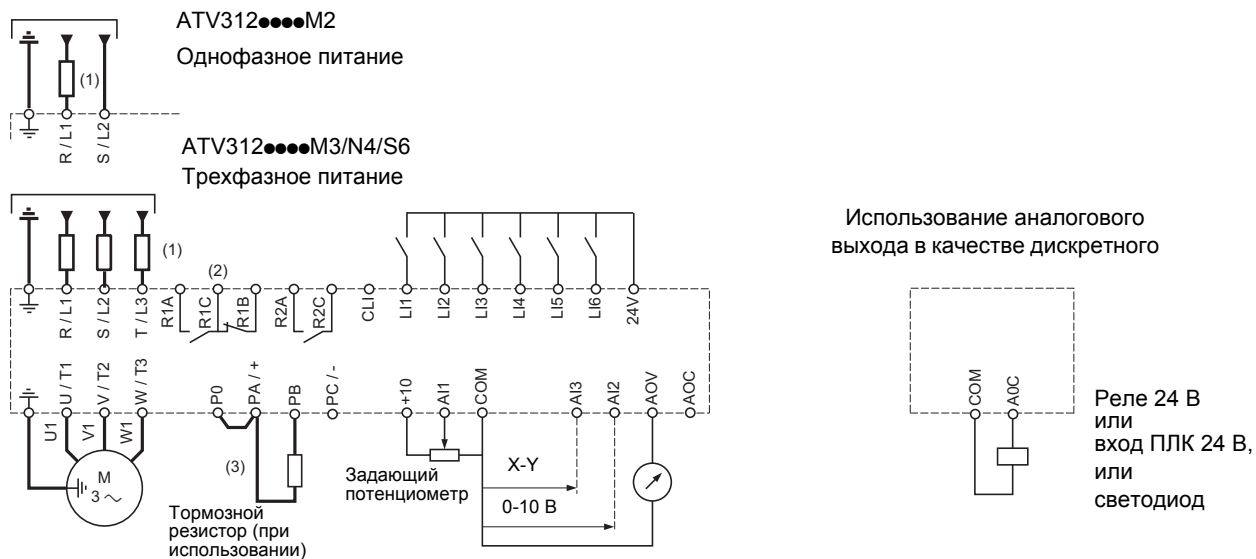 ATV312●●●●M2
Однофазное питание
(1)
R / L1
S / L2
ATV312●●●●M3/N4/S6
Трехфазное питание
(1)
(2)
R / L1
S / L2
T / L3
R1A
R1C
R1B
R2A
R2C
CLI
LI1
LI2
LI3
LI4
LI5
LI6
24V
U / T1
V / T2
W / T3
P0
PA / +
PB
PC / -
+10
AI1
COM
AI3
AI2
AOV
AOC
U1
V1
W1
M
3 ~
(3)
Тормозной
резистор (при
использовании)
Задающий
потенциометр
X-Y
0-10 В
Использование аналогового
выхода в качестве дискретного
COM
A0C
Реле 24 В
или
вход ПЛК 24 В,
или
светодиод